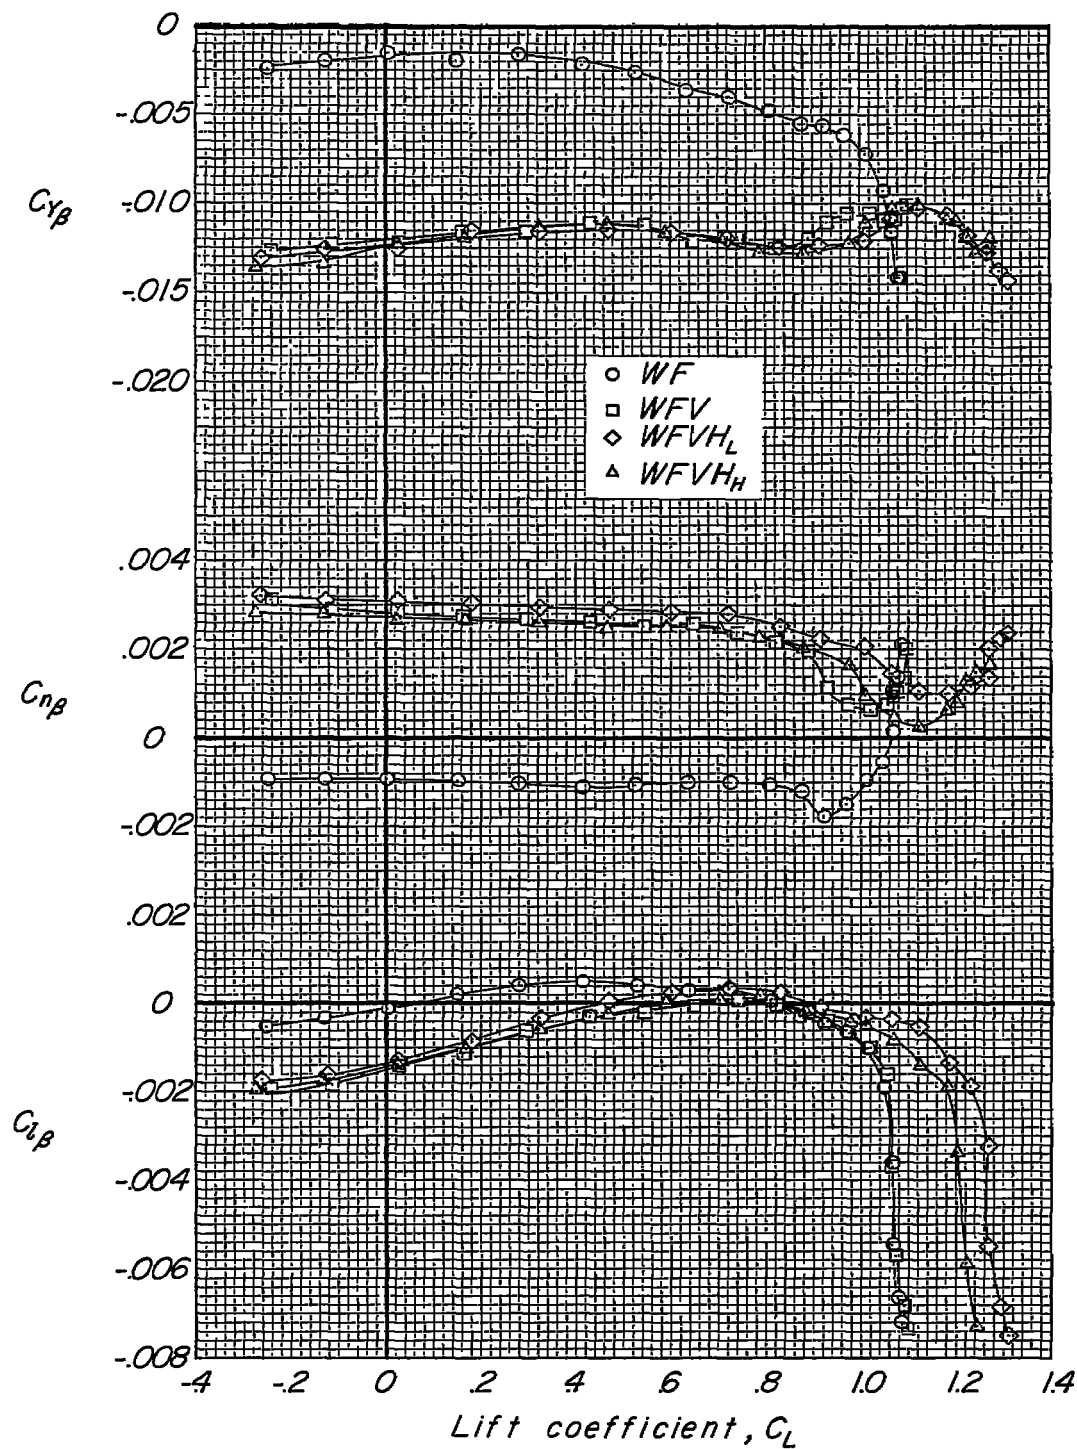 0
-.005
-.010
-.015
-.020
CYβ
WF
WFV
WFVHL
WFVHH
.004
.002
0
-.002
Cnβ
.002
0
-.002
-.004
-.006
-.008
Clβ
-.4 -.2 0 .2 .4 .6 .8 1.0 1.2 1.4
Lift coefficient, CL